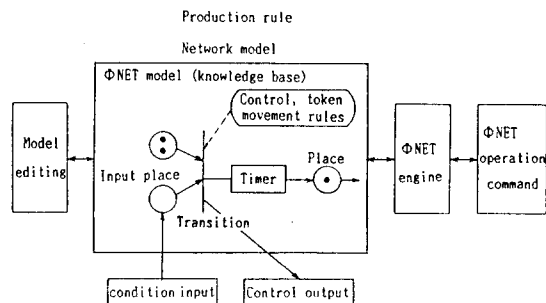 Production rule
Network model
ΦNET model (knowledge base)
Control, token
movement rules
Model
editing
Input place
Timer
Place
Transition
ΦNET
engine
ΦNET
operation
command
condition input
Control output